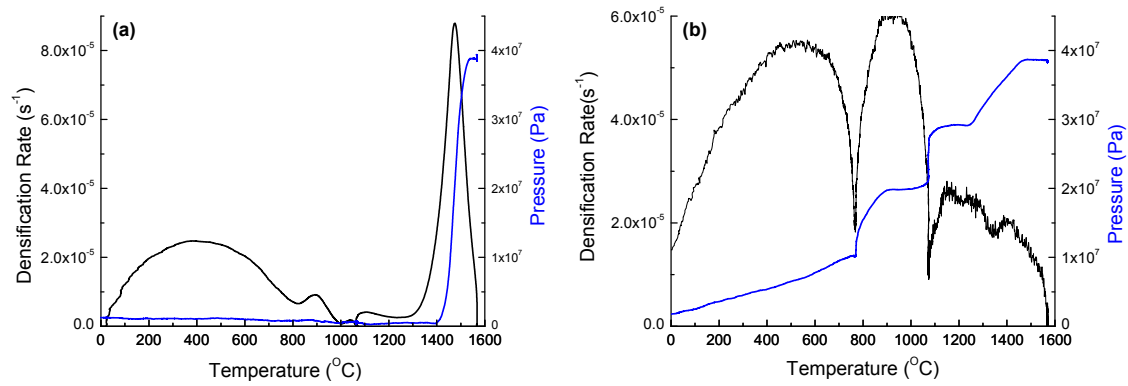 (a)
8.0x10⁻⁵
6.0x10⁻⁵
4.0x10⁻⁵
2.0x10⁻⁵
0.0
Densification Rate (s⁻¹)
4x10⁷
3x10⁷
2x10⁷
1x10⁷
0
Pressure (Pa)
0 200 400 600 800 1000 1200 1400 1600
Temperature (ᴼC)
(b)
6.0x10⁻⁵
4.0x10⁻⁵
2.0x10⁻⁵
0.0
Densification Rate(s⁻¹)
4x10⁷
3x10⁷
2x10⁷
1x10⁷
0
Pressure (Pa)
0 200 400 600 800 1000 1200 1400 1600
Temperature (ᴼC)